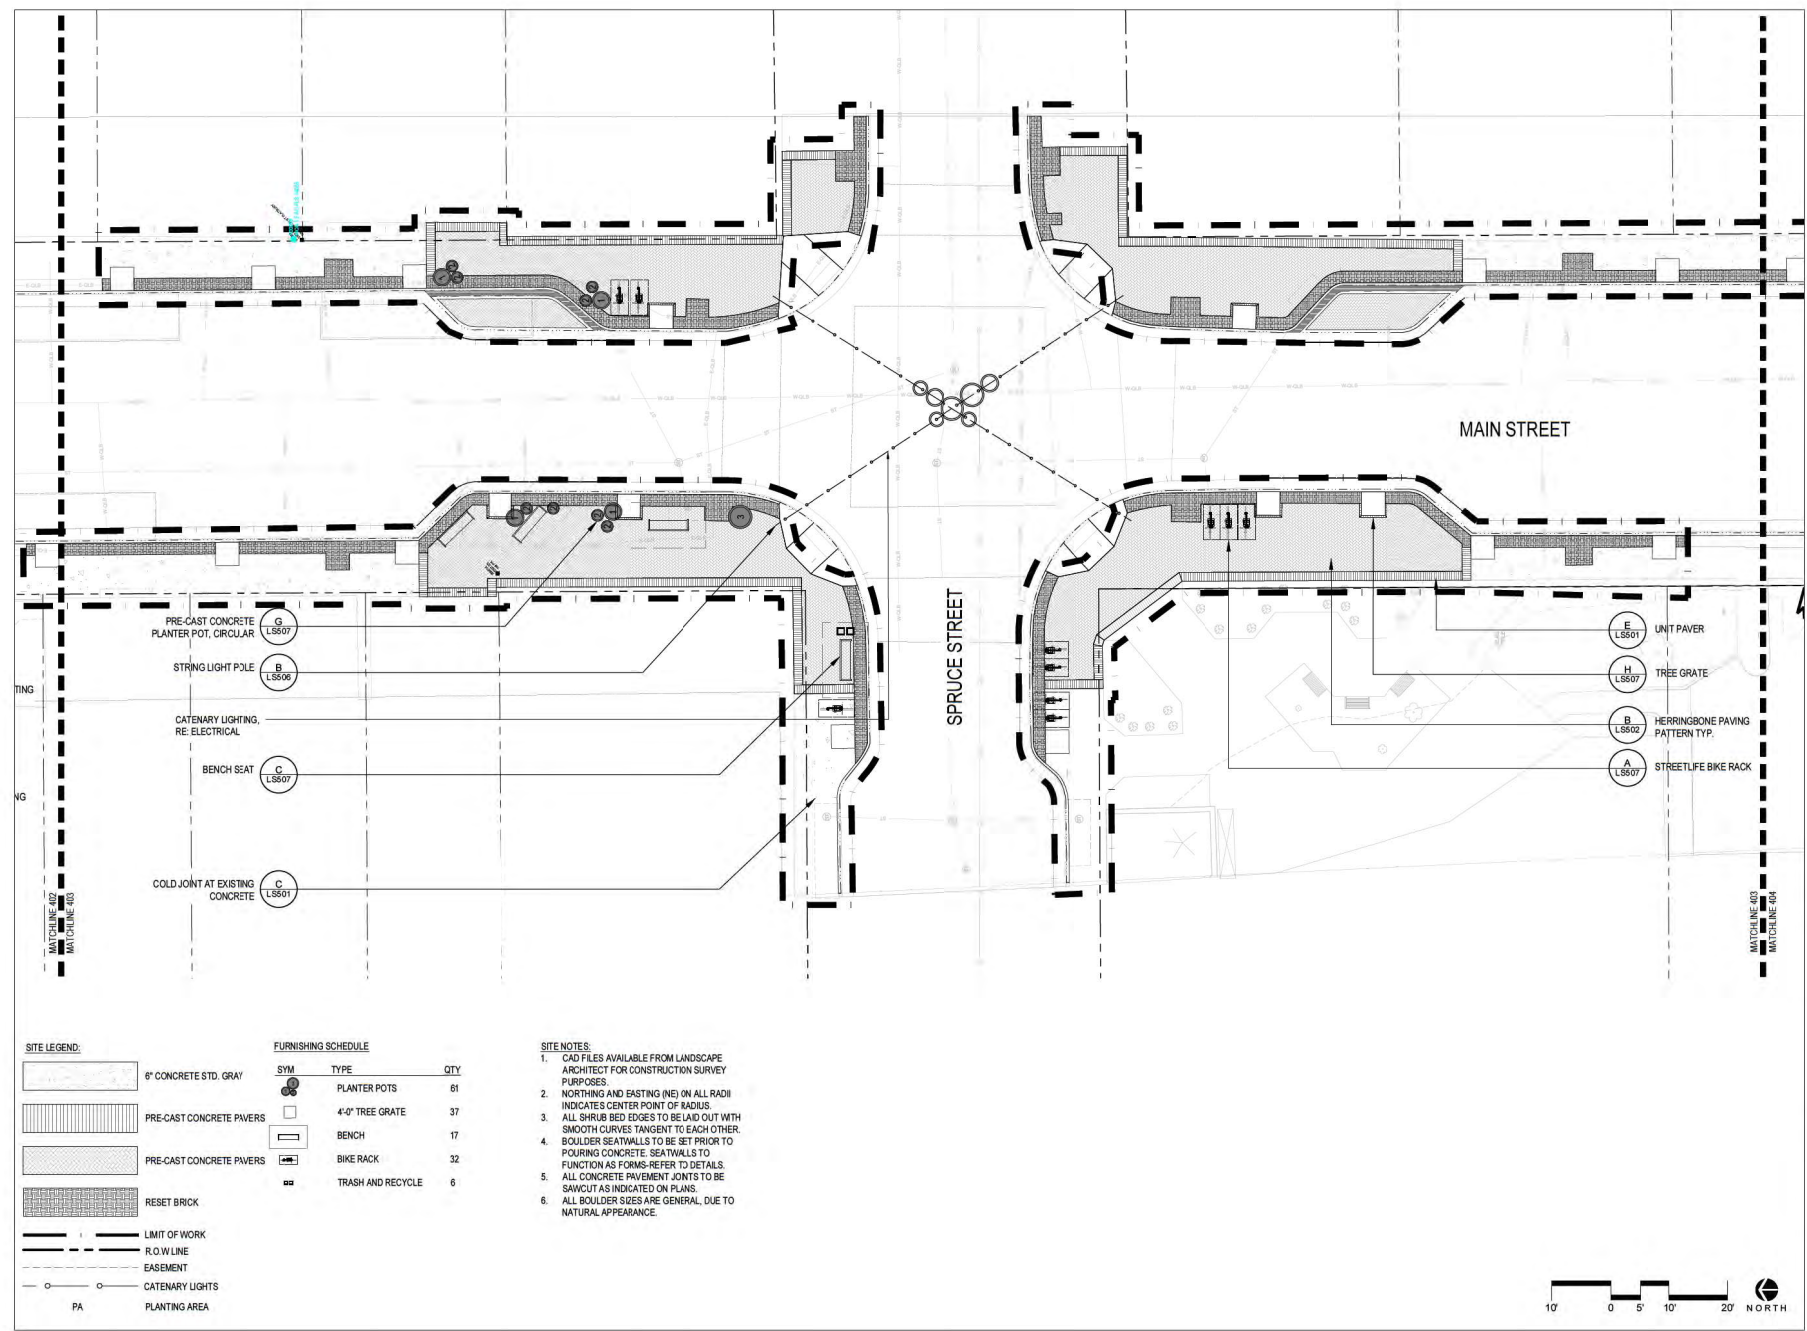 MAIN STREET
SPRUCE STREET
PRE-CAST CONCRETE
PLANTER POT, CIRCULAR
G
LS507
STRING LIGHT POLE
B
LS506
CATENARY LIGHTING,
RE: ELECTRICAL
BENCH SEAT
C
LS507
COLD JOINT AT EXISTING
CONCRETE
C
LS501
E
LS501
UNIT PAVER
H
LS507
TREE GRATE
B
LS502
HERRINGBONE PAVING
PATTERN TYP.
A
LS507
STREETLIFE BIKE RACK
TING
NG
MATCHLINE 402
MATCHLINE 403
MATCHLINE 403
MATCHLINE 404
SITE LEGEND:
6" CONCRETE STD. GRAY
PRE-CAST CONCRETE PAVERS
PRE-CAST CONCRETE PAVERS
RESET BRICK
LIMIT OF WORK
R.O.W LINE
EASEMENT
CATENARY LIGHTS
PA PLANTING AREA
FURNISHING SCHEDULE
SYM TYPE QTY
PLANTER POTS 61
4'-0" TREE GRATE 37
BENCH 17
BIKE RACK 32
TRASH AND RECYCLE 6
SITE NOTES:
1. CAD FILES AVAILABLE FROM LANDSCAPE
ARCHITECT FOR CONSTRUCTION SURVEY
PURPOSES.
2. NORTHING AND EASTING (NE) ON ALL RADII
INDICATES CENTER POINT OF RADIUS.
3. ALL SHRUB BED EDGES TO BE LAID OUT WITH
SMOOTH CURVES TANGENT TO EACH OTHER.
4. BOULDER SEATWALLS TO BE SET PRIOR TO
POURING CONCRETE. SEATWALLS TO
FUNCTION AS FORMS-REFER TO DETAILS.
5. ALL CONCRETE PAVEMENT JOINTS TO BE
SAWCUT AS INDICATED ON PLANS.
6. ALL BOULDER SIZES ARE GENERAL, DUE TO
NATURAL APPEARANCE.
10' 0 5' 10' 20'
NORTH